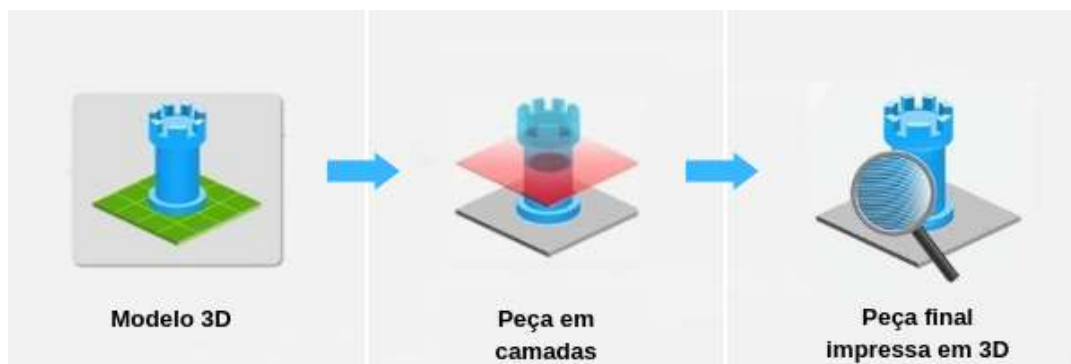 Modelo 3D
Peça em
camadas
Peça final
impressa em 3D